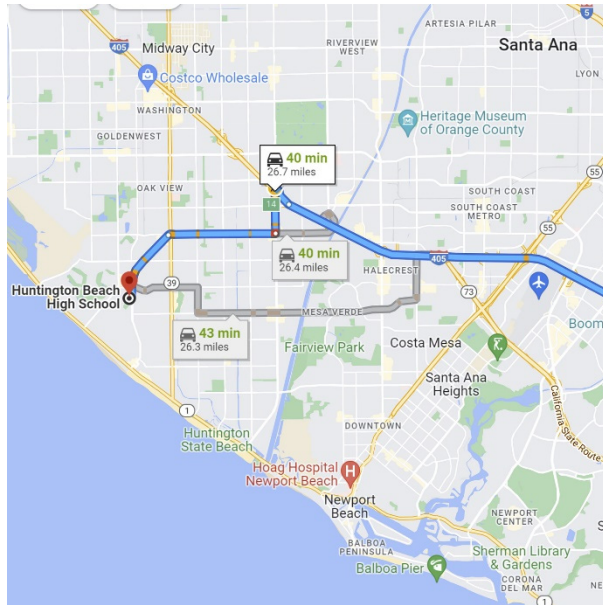 ARTESIA PILAR
5
405
Midway City
RIVERVIEW
WEST
Santa Ana
LYON
Costco Wholesale
WASHINGTON
Heritage Museum
of Orange County
GOLDENWEST
55
40 min
26.7 miles
OAK VIEW
14
SOUTH COAST
SOUTH COAST
METRO
55
40 min
26.4 miles
HALECREST
405
Huntington Beach
High School
39
73
MESA VERDE
Boom
43 min
26.3 miles
Fairview Park
Costa Mesa
Santa Ana
Heights
California State Route
1
Huntington
State Beach
DOWNTOWN
Hoag Hospital
Newport Beach
H
Newport
Beach
NEWPORT
CENTER
BALBOA
PENINSULA
Sherman Library
& Gardens
Balboa Pier
CORONA
DEL MAR
NE
1